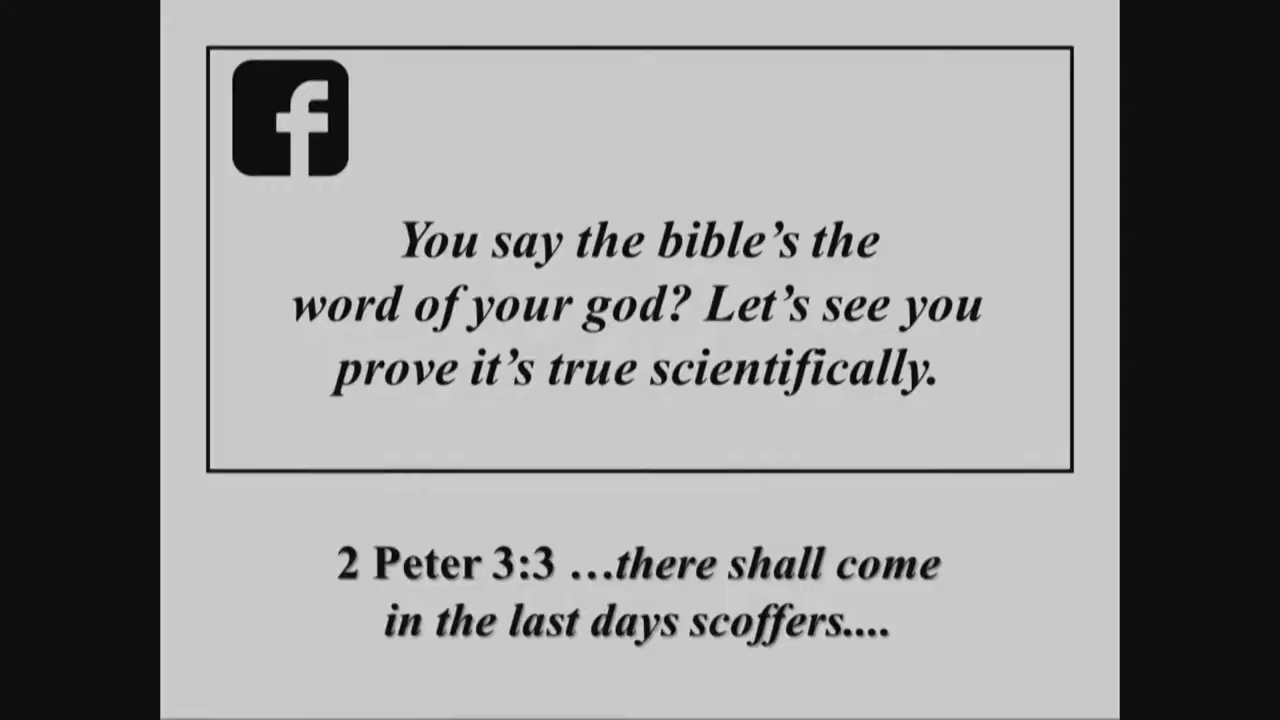 f
You say the bible's the
word of your god? Let's see you
prove it's true scientifically.
2 Peter 3:3 …there shall come
in the last days scoffers....